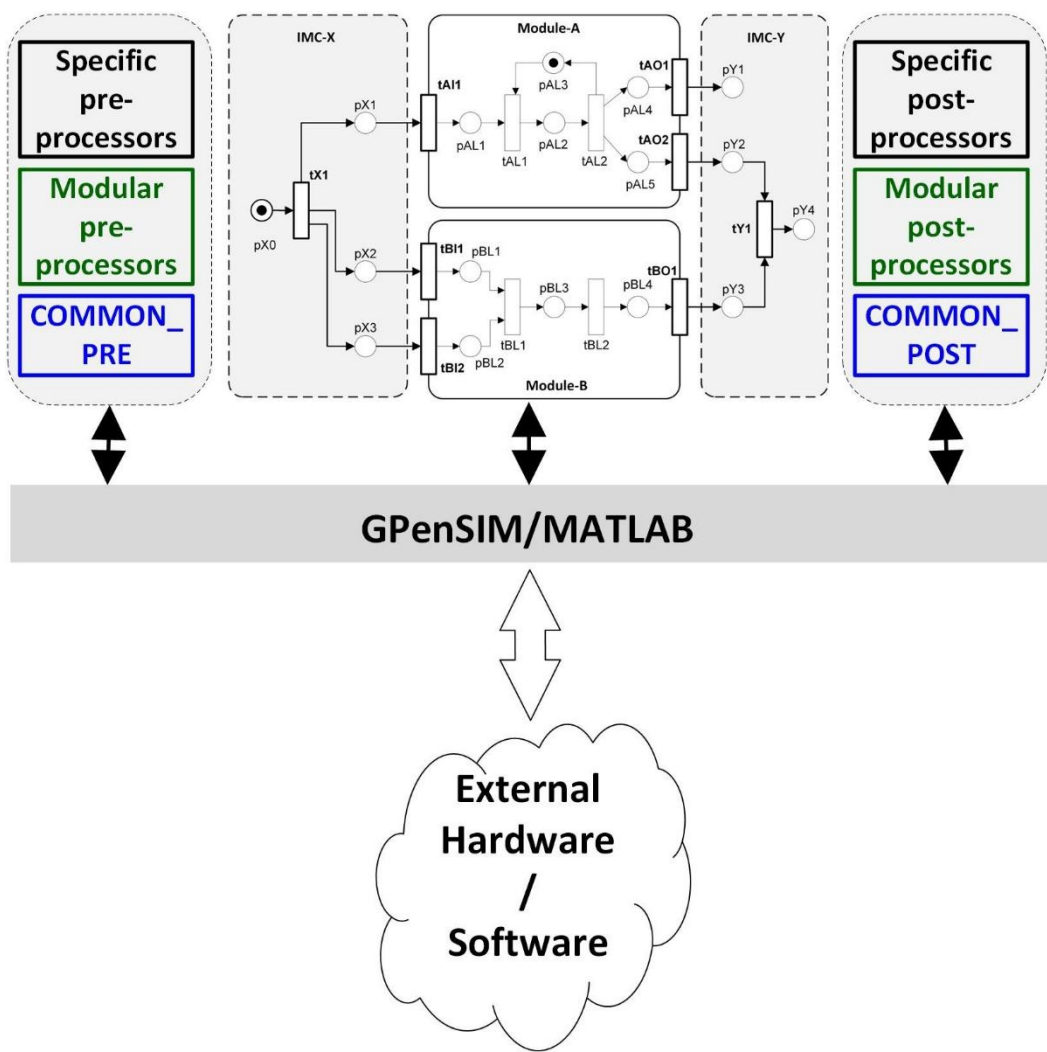 Specific
pre-
processors
Modular
pre-
processors
COMMON_
PRE
IMC-X
pX1
tX1
pX0
pX2
pX3
Module-A
tAI1
pAL1
tAL1
pAL3
pAL2
tAL2
pAL4
pAL5
tAO1
tAO2
tBI1
pBL1
tBI2
pBL2
tBL1
pBL3
tBL2
pBL4
tBO1
Module-B
IMC-Y
pY1
pY2
tY1
pY4
pY3
Specific
post-
processors
Modular
post-
processors
COMMON_
POST
GPenSIM/MATLAB
External
Hardware
/
Software